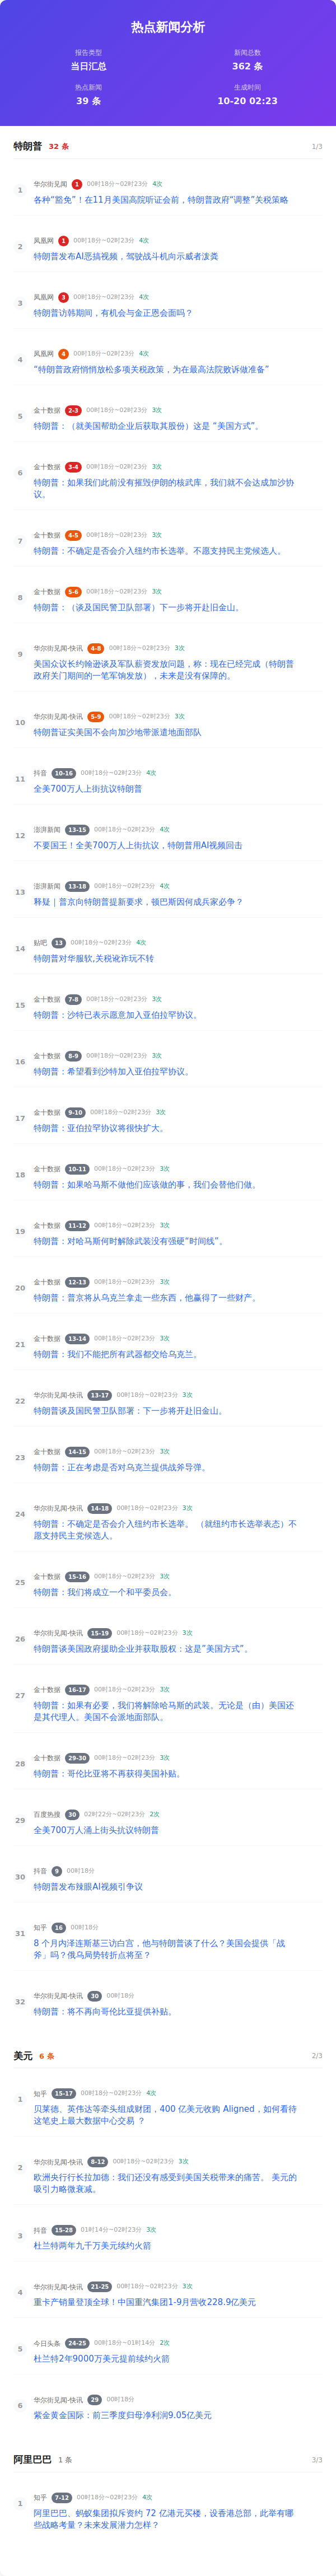 热点新闻分析
报告类型
新闻总数
当日汇总
362 条
热点新闻
生成时间
39 条
10-20 02:23
特朗普 32 条 1/3
1 华尔街见闻 1 00时18分~02时23分 4次
各种“豁免”！在11月美国高院听证会前，特朗普政府“调整”关税策略
2 凤凰网 1 00时18分~02时23分 4次
特朗普发布AI恶搞视频，驾驶战斗机向示威者泼粪
3 凤凰网 3 00时18分~02时23分 4次
特朗普访韩期间，有机会与金正恩会面吗？
4 凤凰网 4 00时18分~02时23分 4次
“特朗普政府悄悄放松多项关税政策，为在最高法院败诉做准备”
5 金十数据 2-3 00时18分~02时23分 3次
特朗普：（就美国帮助企业后获取其股份）这是 “美国方式”。
6 金十数据 3-4 00时18分~02时23分 3次
特朗普：如果我们此前没有摧毁伊朗的核武库，我们就不会达成加沙协
议。
7 金十数据 4-5 00时18分~02时23分 3次
特朗普：不确定是否会介入纽约市长选举。不愿支持民主党候选人。
8 金十数据 5-6 00时18分~02时23分 3次
特朗普：（谈及国民警卫队部署）下一步将开赴旧金山。
9 华尔街见闻-快讯 4-8 00时18分~02时23分 3次
美国众议长约翰逊谈及军队薪资发放问题，称：现在已经完成（特朗普
政府关门期间的一笔军饷发放），未来是没有保障的。
10 华尔街见闻-快讯 5-9 00时18分~02时23分 3次
特朗普证实美国不会向加沙地带派遣地面部队
11 抖音 10-16 00时18分~02时23分 4次
全美700万人上街抗议特朗普
12 澎湃新闻 13-15 00时18分~02时23分 4次
不要国王！全美700万人上街抗议，特朗普用AI视频回击
13 澎湃新闻 13-18 00时18分~02时23分 4次
释疑｜普京向特朗普提新要求，顿巴斯因何成兵家必争？
14 贴吧 13 00时18分~02时23分 4次
特朗普对华服软,关税讹诈玩不转
15 金十数据 7-8 00时18分~02时23分 3次
特朗普：沙特已表示愿意加入亚伯拉罕协议。
16 金十数据 8-9 00时18分~02时23分 3次
特朗普：希望看到沙特加入亚伯拉罕协议。
17 金十数据 9-10 00时18分~02时23分 3次
特朗普：亚伯拉罕协议将很快扩大。
18 金十数据 10-11 00时18分~02时23分 3次
特朗普：如果哈马斯不做他们应该做的事，我们会替他们做。
19 金十数据 11-12 00时18分~02时23分 3次
特朗普：对哈马斯何时解除武装没有强硬“时间线”。
20 金十数据 12-13 00时18分~02时23分 3次
特朗普：普京将从乌克兰拿走一些东西，他赢得了一些财产。
21 金十数据 13-14 00时18分~02时23分 3次
特朗普：我们不能把所有武器都交给乌克兰。
22 华尔街见闻-快讯 13-17 00时18分~02时23分 3次
特朗普谈及国民警卫队部署：下一步将开赴旧金山。
23 金十数据 14-15 00时18分~02时23分 3次
特朗普：正在考虑是否对乌克兰提供战斧导弹。
24 华尔街见闻-快讯 14-18 00时18分~02时23分 3次
特朗普：不确定是否会介入纽约市长选举。 （就纽约市长选举表态）不
愿支持民主党候选人。
25 金十数据 15-16 00时18分~02时23分 3次
特朗普：我们将成立一个和平委员会。
26 华尔街见闻-快讯 15-19 00时18分~02时23分 3次
特朗普谈美国政府援助企业并获取股权：这是“美国方式”。
27 金十数据 16-17 00时18分~02时23分 3次
特朗普：如果有必要，我们将解除哈马斯的武装。无论是（由）美国还
是其代理人。美国不会派地面部队。
28 金十数据 29-30 00时18分~02时23分 3次
特朗普：哥伦比亚将不再获得美国补贴。
29 百度热搜 30 02时22分~02时23分 2次
全美700万人涌上街头抗议特朗普
30 抖音 9 00时18分
特朗普发布辣眼AI视频引争议
31 知乎 16 00时18分
8 个月内泽连斯基三访白宫，他与特朗普谈了什么？美国会提供「战
斧」吗？俄乌局势转折点将至？
32 华尔街见闻-快讯 30 00时18分
特朗普：将不再向哥伦比亚提供补贴。
美元 6 条 2/3
1 知乎 15-17 00时18分~02时23分 4次
贝莱德、英伟达等牵头组成财团，400 亿美元收购 Aligned，如何看待
这笔史上最大数据中心交易 ？
2 华尔街见闻-快讯 8-12 00时18分~02时23分 3次
欧洲央行行长拉加德：我们还没有感受到美国关税带来的痛苦。 美元的
吸引力略微衰减。
3 抖音 15-28 01时14分~02时23分 3次
杜兰特两年九千万美元续约火箭
4 华尔街见闻-快讯 21-25 00时18分~02时23分 3次
重卡产销量登顶全球！中国重汽集团1-9月营收228.9亿美元
5 今日头条 24-25 00时18分~01时14分 2次
杜兰特2年9000万美元提前续约火箭
6 华尔街见闻-快讯 29 00时18分
紫金黄金国际：前三季度归母净利润9.05亿美元
阿里巴巴 1 条 3/3
1 知乎 7-12 00时18分~02时23分 4次
阿里巴巴、蚂蚁集团拟斥资约 72 亿港元买楼，设香港总部，此举有哪
些战略考量？未来发展潜力怎样？